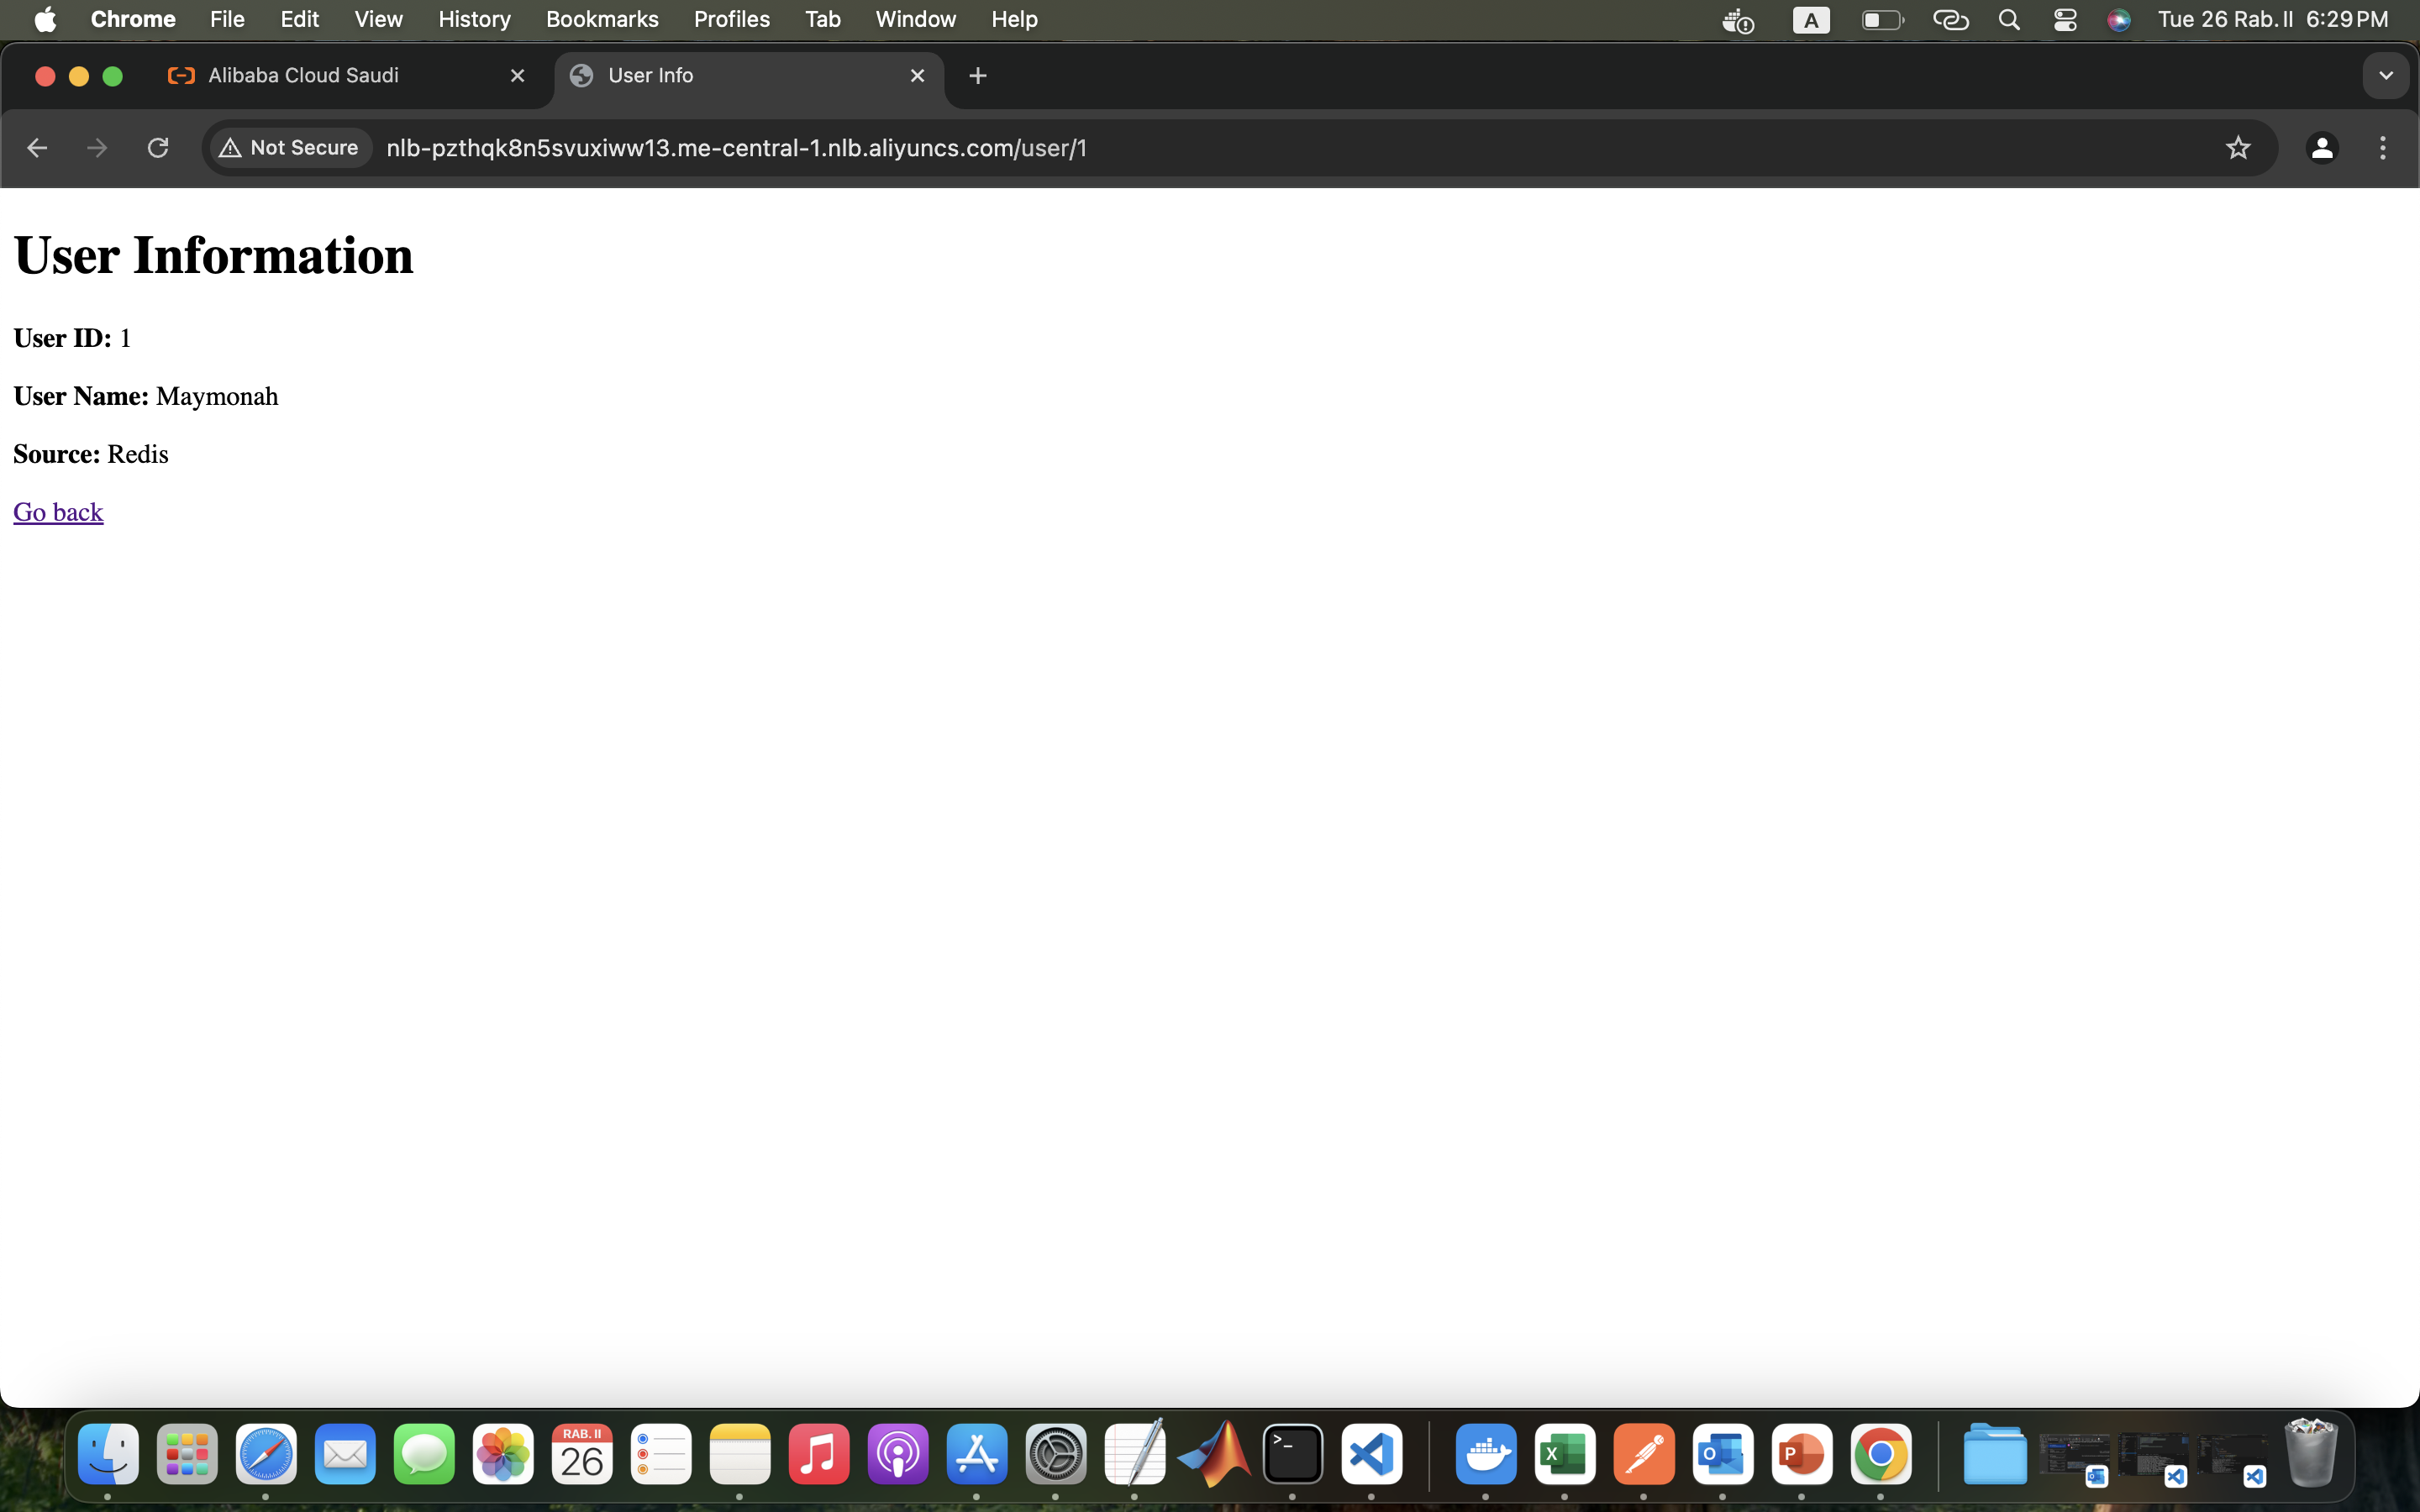 Chrome File Edit View History Bookmarks Profiles Tab Window Help A Tue 26 Rab. II 6:29 PM
Alibaba Cloud Saudi User Info
Not Secure nlb-pzthqk8n5svuxiww13.me-central-1.nlb.aliyuncs.com/user/1
User Information
User ID: 1
User Name: Maymonah
Source: Redis
Go back
RAB. II
26